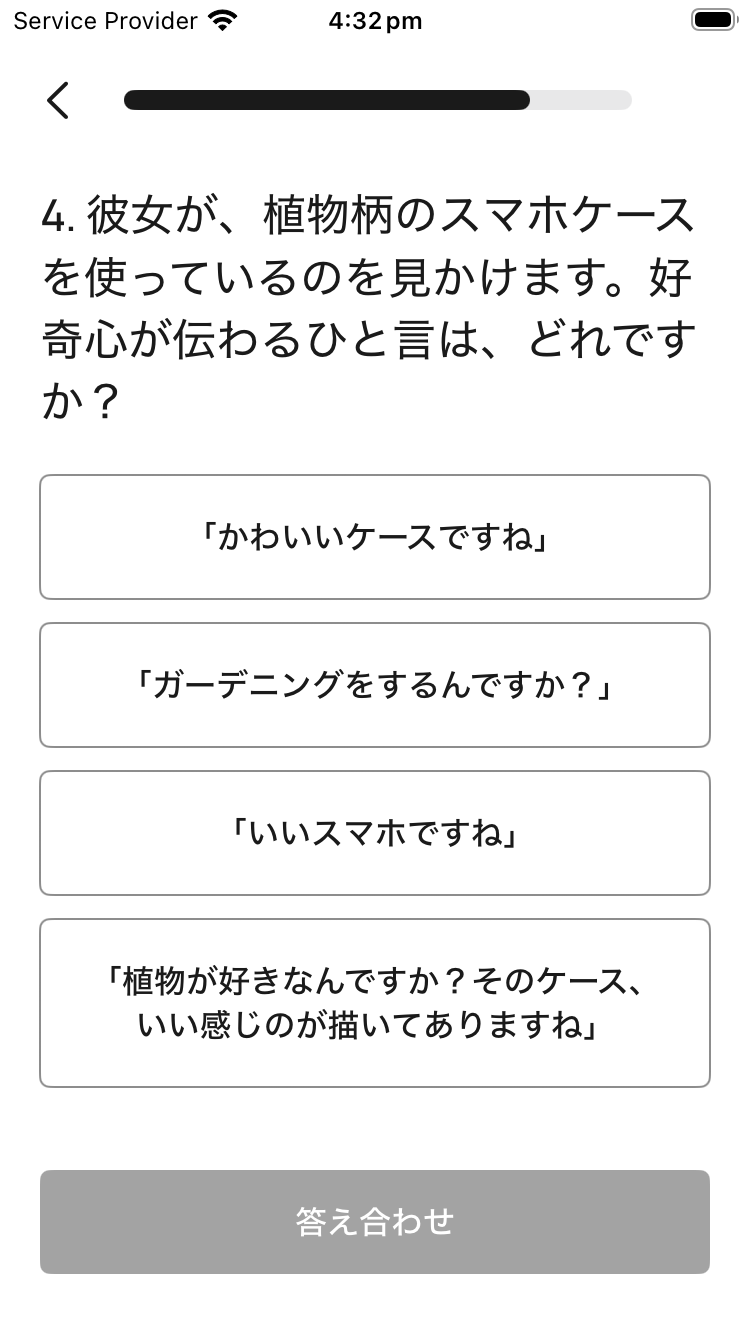 Service Provider 4:32pm
4. 彼女が、植物柄のスマホケース
を使っているのを見かけます。好
奇心が伝わるひと言は、どれです
か？
「かわいいケースですね」
「ガーデニングをするんですか？」
「いいスマホですね」
「植物が好きなんですか？そのケース、
いい感じのが描いてありますね」
答え合わせ